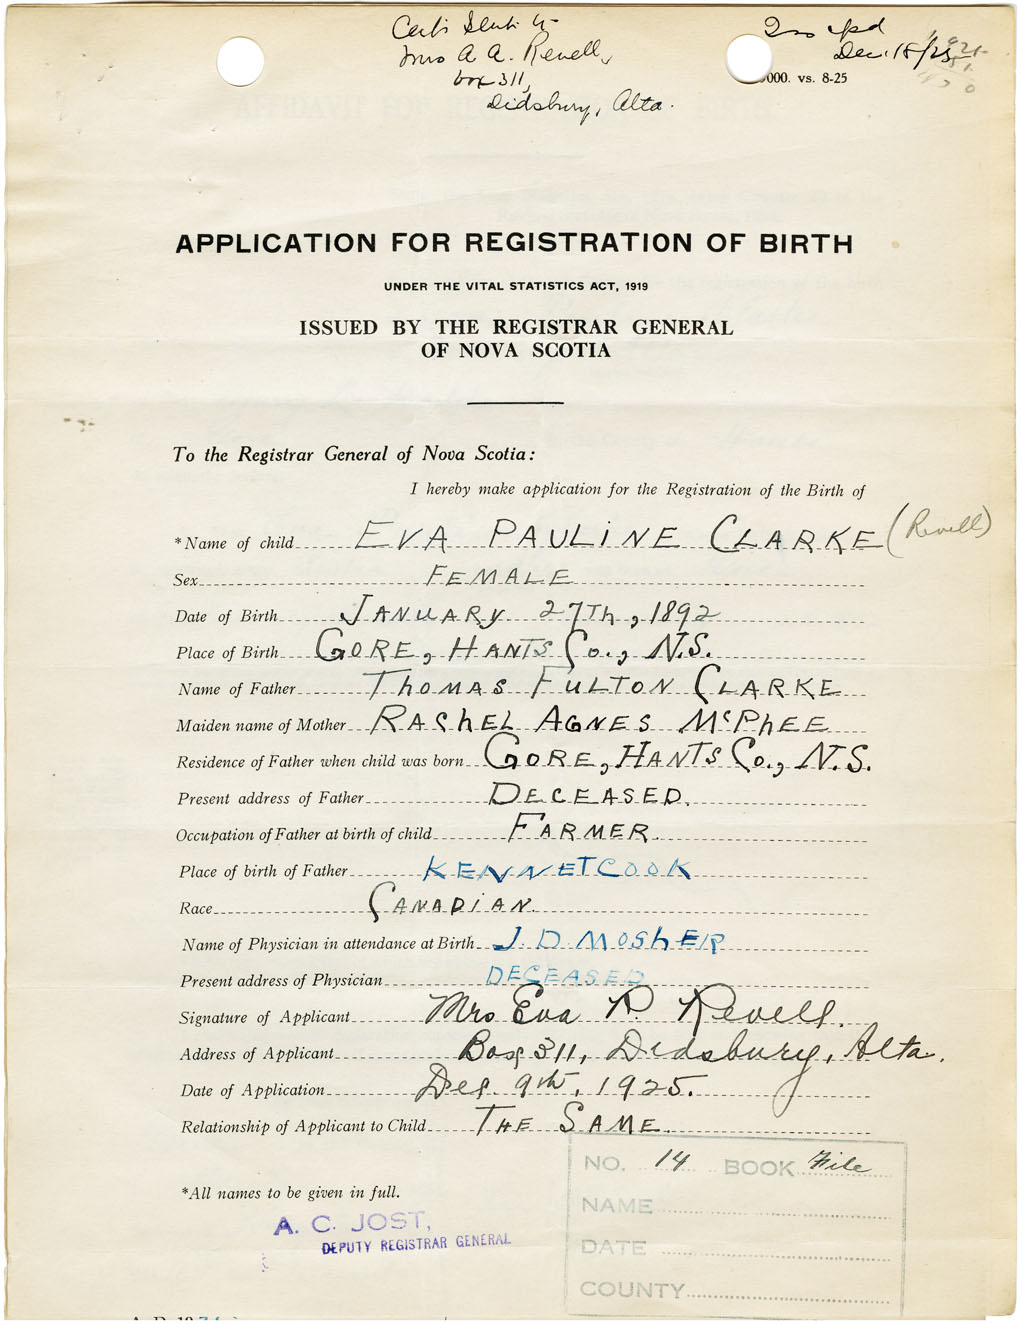 Certi Sent to
Mrs A. A. Revell,
box 311,
Didsbury, Alta.
Dec. 18/25
000. vs. 8-25
APPLICATION FOR REGISTRATION OF BIRTH
UNDER THE VITAL STATISTICS ACT, 1919
ISSUED BY THE REGISTRAR GENERAL
OF NOVA SCOTIA
To the Registrar General of Nova Scotia:
I hereby make application for the Registration of the Birth of
*Name of child EVA PAULINE CLARKE (Revell)
Sex FEMALE
Date of Birth JANUARY 27Th, 1892
Place of Birth GORE, HANTS CO., N.S.
Name of Father THOMAS FULTON CLARKE
Maiden name of Mother RACHEL AGNES McPHEE
Residence of Father when child was born GORE, HANTS CO., N.S.
Present address of Father DECEASED.
Occupation of Father at birth of child FARMER.
Place of birth of Father KENNETCOOK
Race CANADIAN.
Name of Physician in attendance at Birth J. D. MOSHER
Present address of Physician DECEASED
Signature of Applicant Mrs Eva P. Revell.
Address of Applicant Box 311, Didsbury, Alta.
Date of Application Dec. 9th, 1925.
Relationship of Applicant to Child THE SAME.
NO. 14 BOOK File
*All names to be given in full.
NAME
A. C. JOST,
DEPUTY REGISTRAR GENERAL
DATE
COUNTY